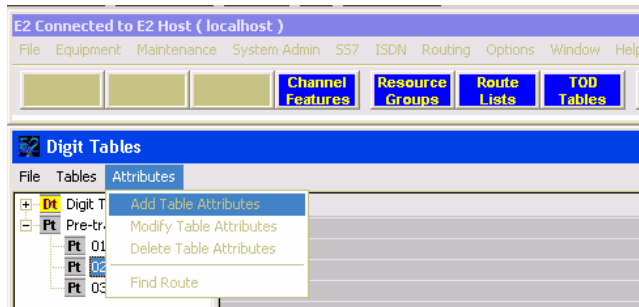 E2 Connected to E2 Host ( localhost )
File Equipment Maintenance System Admin SS7 ISDN Routing Options Window Help
Channel Features Resource Groups Route Lists TOD Tables
Digit Tables
File Tables Attributes
Dt Digit T
Add Table Attributes
Pt Pre-tr
Modify Table Attributes
Pt 01
Delete Table Attributes
Pt 02
Pt 03
Find Route